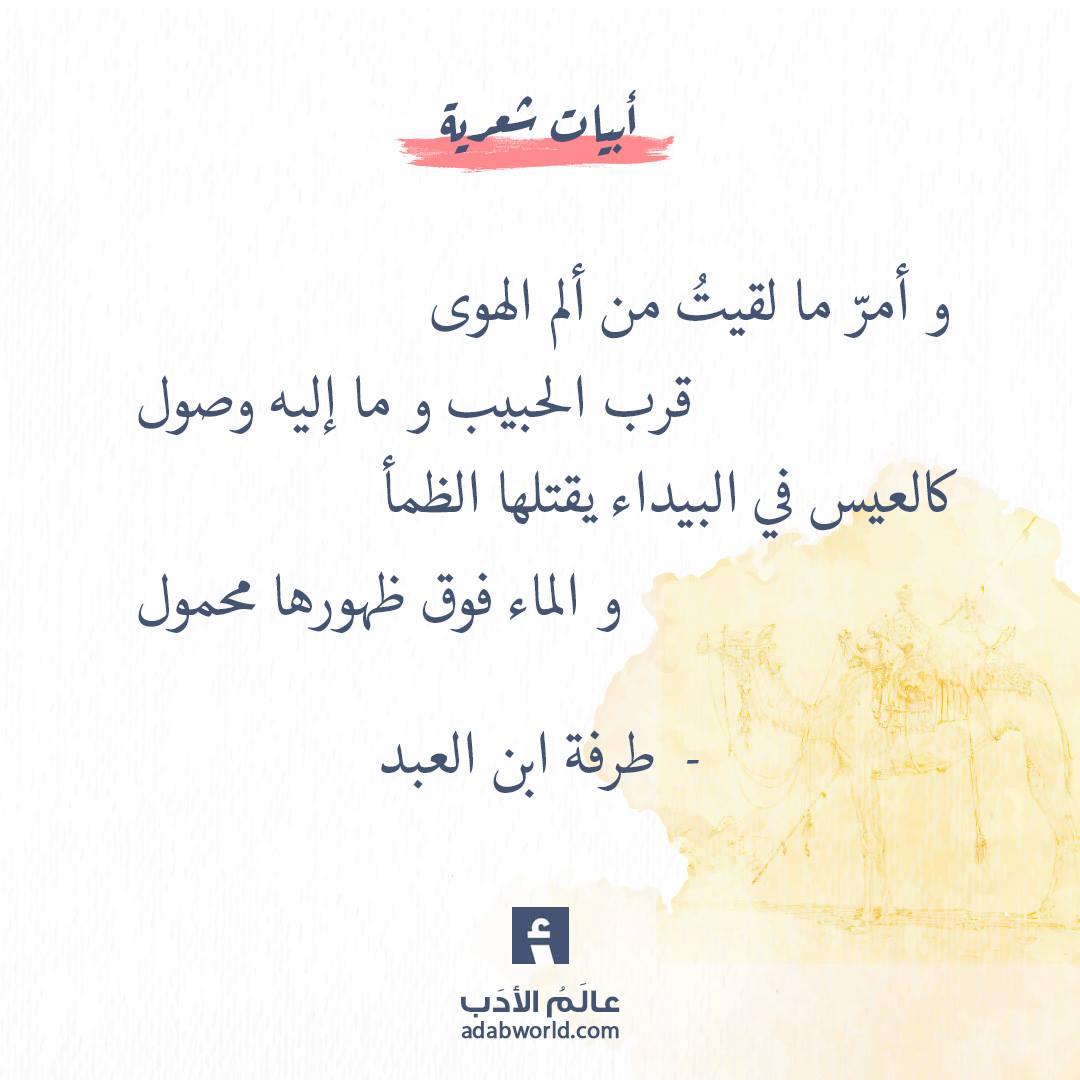 أبيات شعرية
و أمرّ ما لقيتُ من ألم الهوى
قرب الحبيب و ما إليه وصول
كالعيس في البيداء يقتلها الظمأ
و الماء فوق ظهورها محمول
- طرفة ابن العبد
أ
عالَمُ الأدَب
adabworld.com